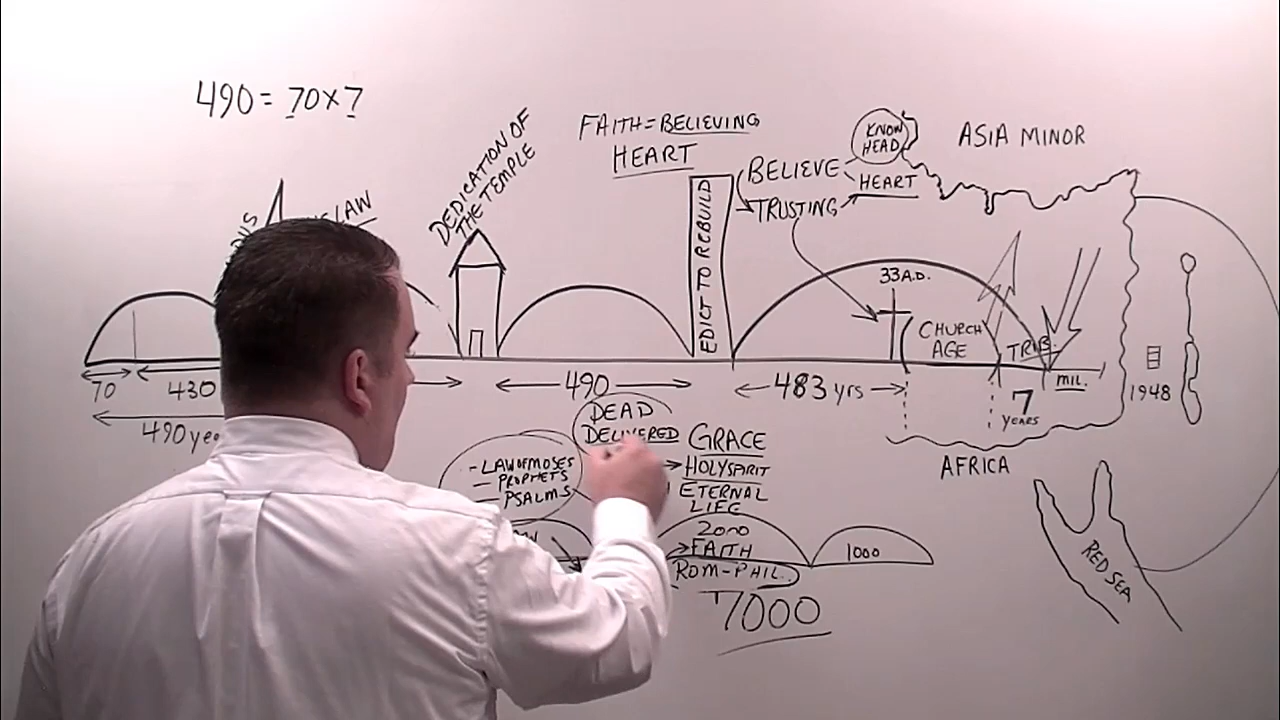 490 = 70x7
LAW
DEDICATION OF
THE TEMPLE
FAITH=BELIEVING
HEART
EDICT TO REBUILD
BELIEVE
TRUSTING
KNOW
HEAD
HEART
ASIA MINOR
33 A.D.
CHURCH
AGE
TRIB.
MIL.
7
YEARS
1948
70
430
490
483 yrs
490
DEAD
DELIVERED
- LAW OF MOSES
- PROPHETS
- PSALMS
GRACE
HOLY SPIRIT
ETERNAL
LIFE
2000
FAITH
ROM-PHIL.
7000
1000
AFRICA
RED SEA